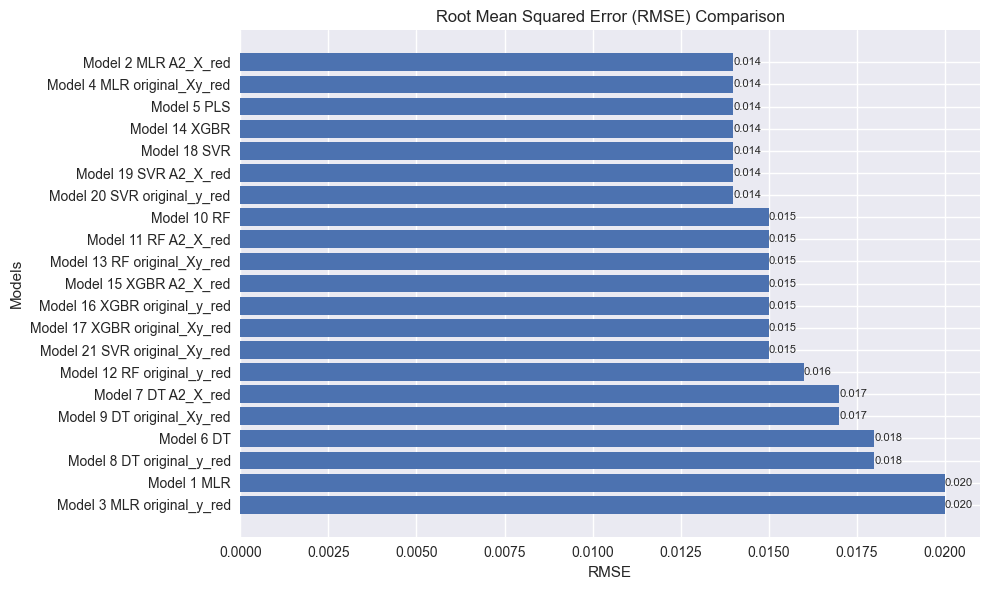 Root Mean Squared Error (RMSE) Comparison
Models
Model 2 MLR A2_X_red 0.014
Model 4 MLR original_Xy_red 0.014
Model 5 PLS 0.014
Model 14 XGBR 0.014
Model 18 SVR 0.014
Model 19 SVR A2_X_red 0.014
Model 20 SVR original_y_red 0.014
Model 10 RF 0.015
Model 11 RF A2_X_red 0.015
Model 13 RF original_Xy_red 0.015
Model 15 XGBR A2_X_red 0.015
Model 16 XGBR original_y_red 0.015
Model 17 XGBR original_Xy_red 0.015
Model 21 SVR original_Xy_red 0.015
Model 12 RF original_y_red 0.016
Model 7 DT A2_X_red 0.017
Model 9 DT original_Xy_red 0.017
Model 6 DT 0.018
Model 8 DT original_y_red 0.018
Model 1 MLR 0.020
Model 3 MLR original_y_red 0.020
0.0000 0.0025 0.0050 0.0075 0.0100 0.0125 0.0150 0.0175 0.0200
RMSE